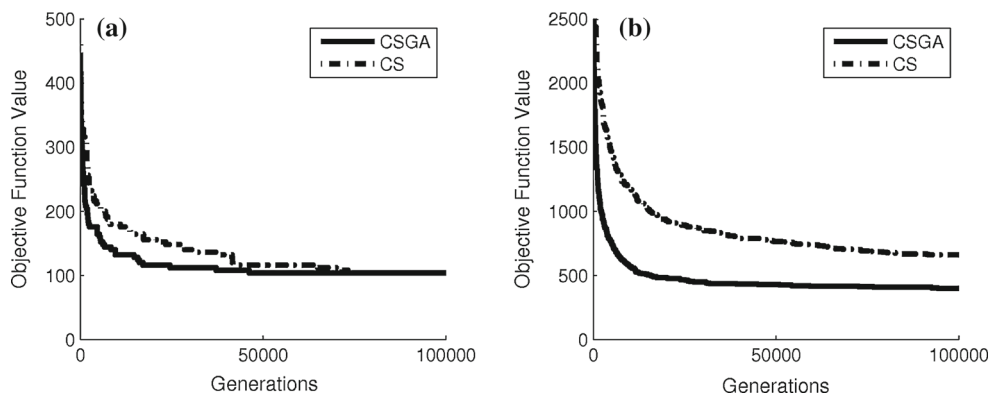 (a)
CSGA
CS
Objective Function Value
500
400
300
200
100
0
0
50000
100000
Generations
(b)
CSGA
CS
Objective Function Value
2500
2000
1500
1000
500
0
0
50000
100000
Generations